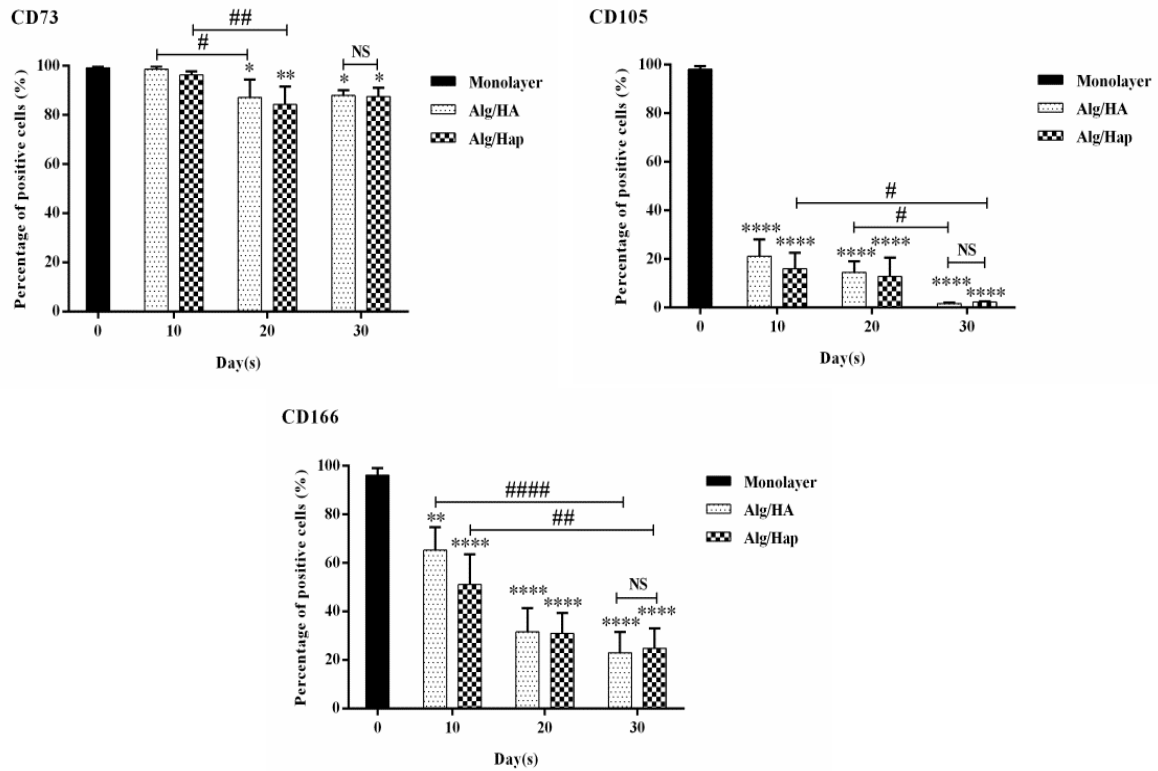 CD73
Percentage of positive cells (%)
100
80
60
40
20
0
##
#
*
**
NS
*
*
0
10
20
30
Day(s)
Monolayer
Alg/HA
Alg/Hap
CD105
Percentage of positive cells (%)
100
80
60
40
20
0
#
#
****
****
****
****
NS
****
****
0
10
20
30
Day(s)
Monolayer
Alg/HA
Alg/Hap
CD166
Percentage of positive cells (%)
100
80
60
40
20
0
####
##
**
****
****
****
NS
****
****
0
10
20
30
Day(s)
Monolayer
Alg/HA
Alg/Hap